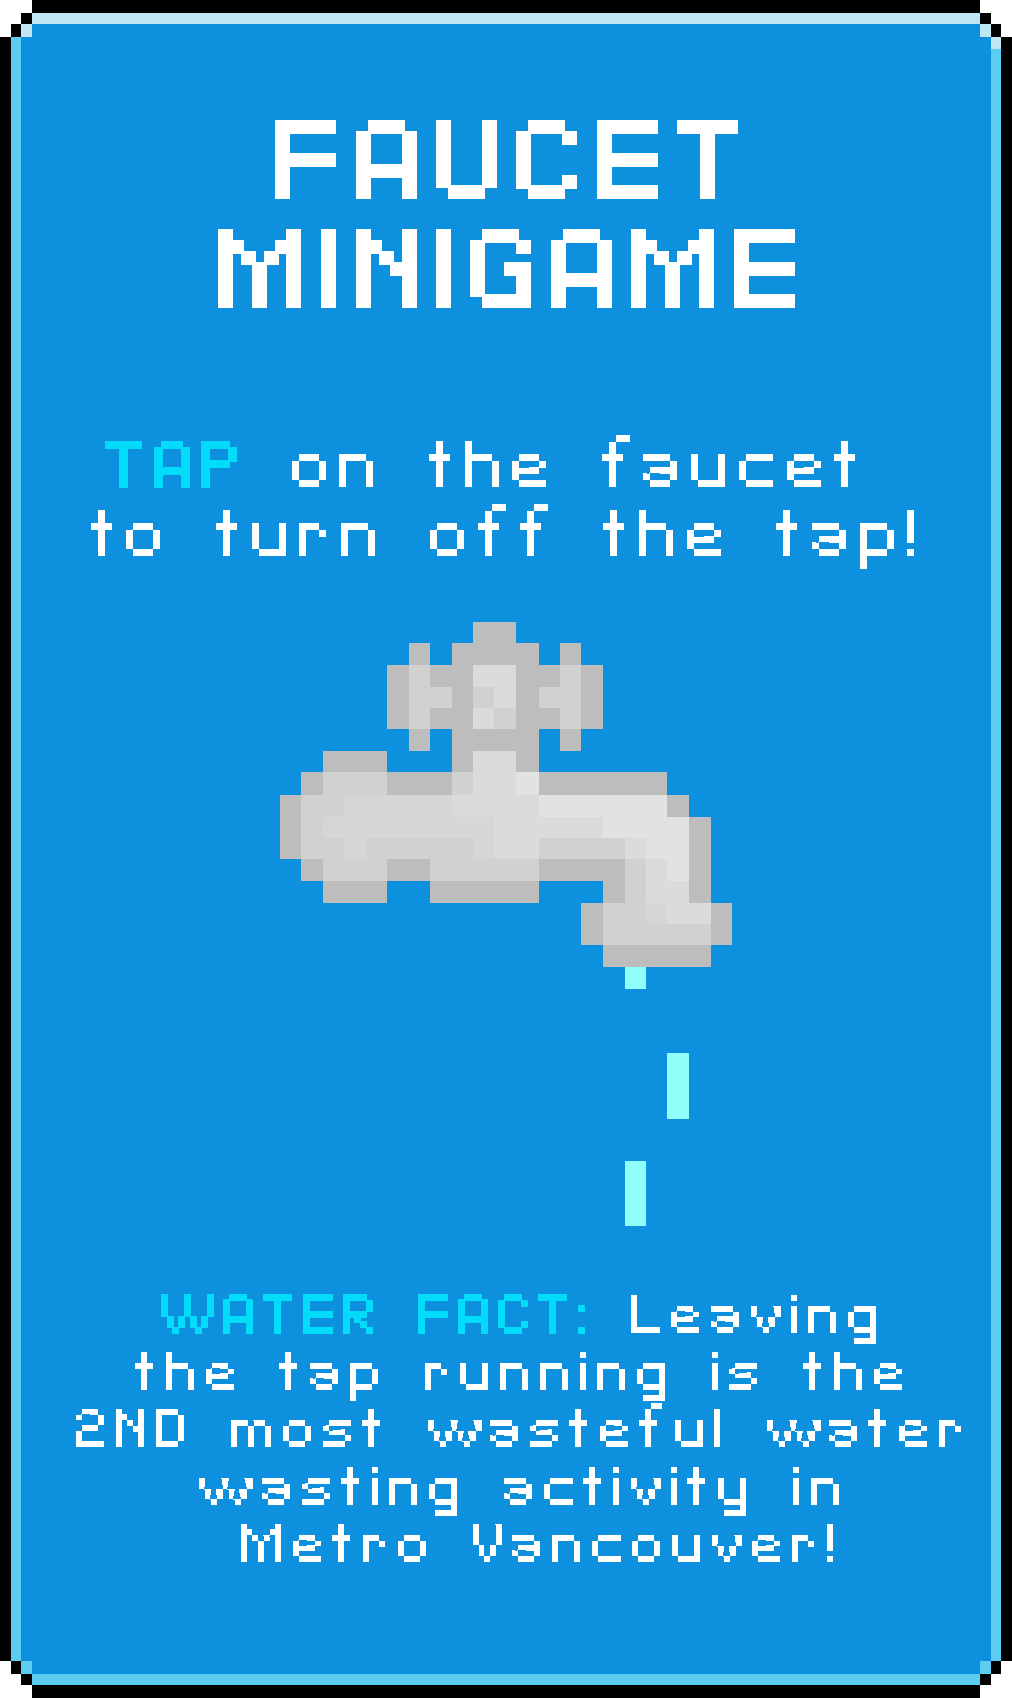 FAUCET
MINIGAME
TAP on the faucet
to turn off the tap!
WATER FACT: Leaving
the tap running is the
2ND most wasteful water
wasting activity in
Metro Vancouver!